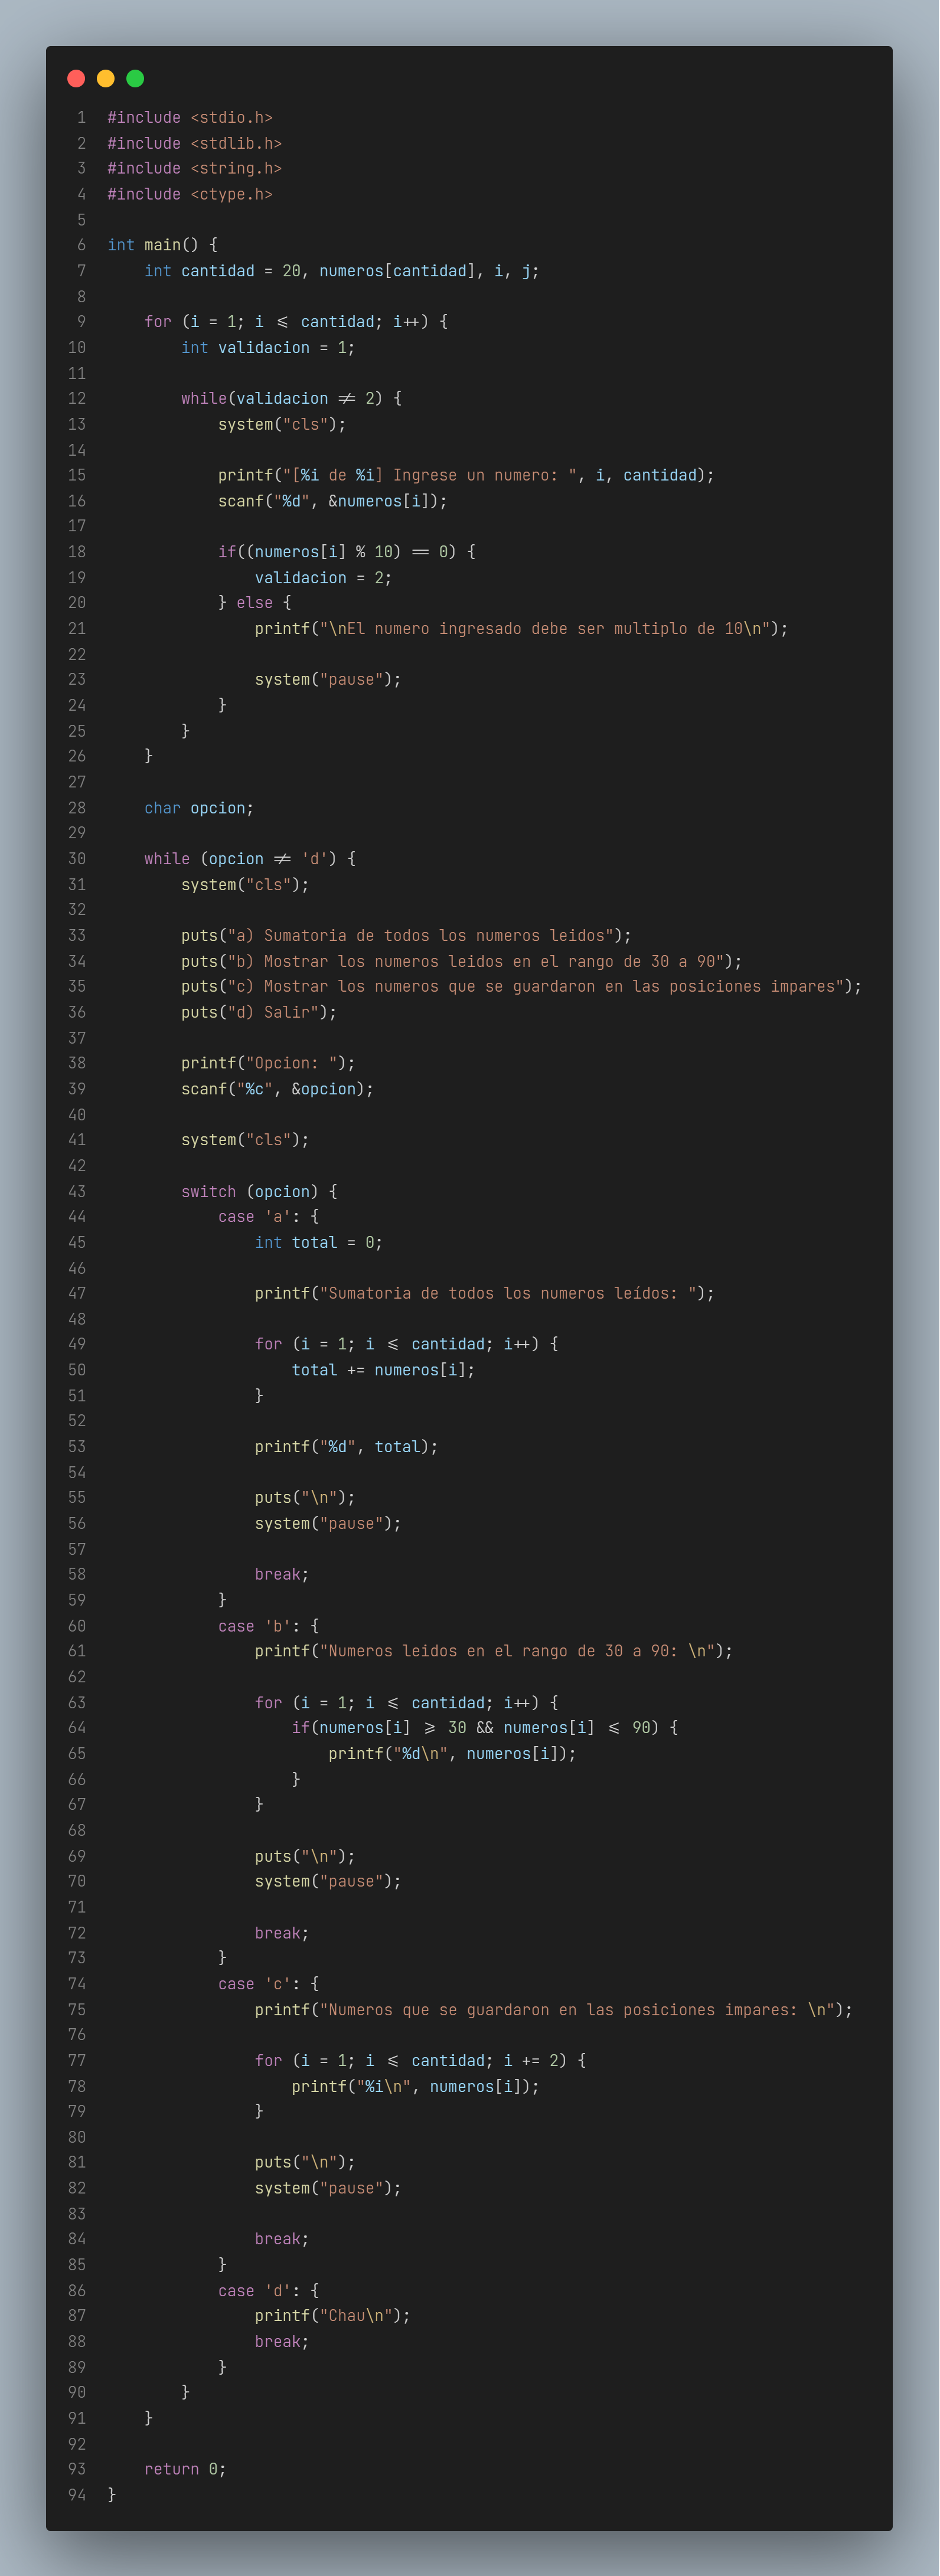 1 #include <stdio.h>
2 #include <stdlib.h>
3 #include <string.h>
4 #include <ctype.h>
5
6 int main() {
7     int cantidad = 20, numeros[cantidad], i, j;
8
9     for (i = 1; i <= cantidad; i++) {
10         int validacion = 1;
11
12         while(validacion != 2) {
13             system("cls");
14
15             printf("[%i de %i] Ingrese un numero: ", i, cantidad);
16             scanf("%d", &numeros[i]);
17
18             if((numeros[i] % 10) == 0) {
19                 validacion = 2;
20             } else {
21                 printf("\nEl numero ingresado debe ser multiplo de 10\n");
22
23                 system("pause");
24             }
25         }
26     }
27
28     char opcion;
29
30     while (opcion != 'd') {
31         system("cls");
32
33         puts("a) Sumatoria de todos los numeros leidos");
34         puts("b) Mostrar los numeros leidos en el rango de 30 a 90");
35         puts("c) Mostrar los numeros que se guardaron en las posiciones impares");
36         puts("d) Salir");
37
38         printf("Opcion: ");
39         scanf("%c", &opcion);
40
41         system("cls");
42
43         switch (opcion) {
44             case 'a': {
45                 int total = 0;
46
47                 printf("Sumatoria de todos los numeros leídos: ");
48
49                 for (i = 1; i <= cantidad; i++) {
50                     total += numeros[i];
51                 }
52
53                 printf("%d", total);
54
55                 puts("\n");
56                 system("pause");
57
58                 break;
59             }
60             case 'b': {
61                 printf("Numeros leidos en el rango de 30 a 90: \n");
62
63                 for (i = 1; i <= cantidad; i++) {
64                     if(numeros[i] >= 30 && numeros[i] <= 90) {
65                         printf("%d\n", numeros[i]);
66                     }
67                 }
68
69                 puts("\n");
70                 system("pause");
71
72                 break;
73             }
74             case 'c': {
75                 printf("Numeros que se guardaron en las posiciones impares: \n");
76
77                 for (i = 1; i <= cantidad; i += 2) {
78                     printf("%i\n", numeros[i]);
79                 }
80
81                 puts("\n");
82                 system("pause");
83
84                 break;
85             }
86             case 'd': {
87                 printf("Chau\n");
88                 break;
89             }
90         }
91     }
92
93     return 0;
94 }